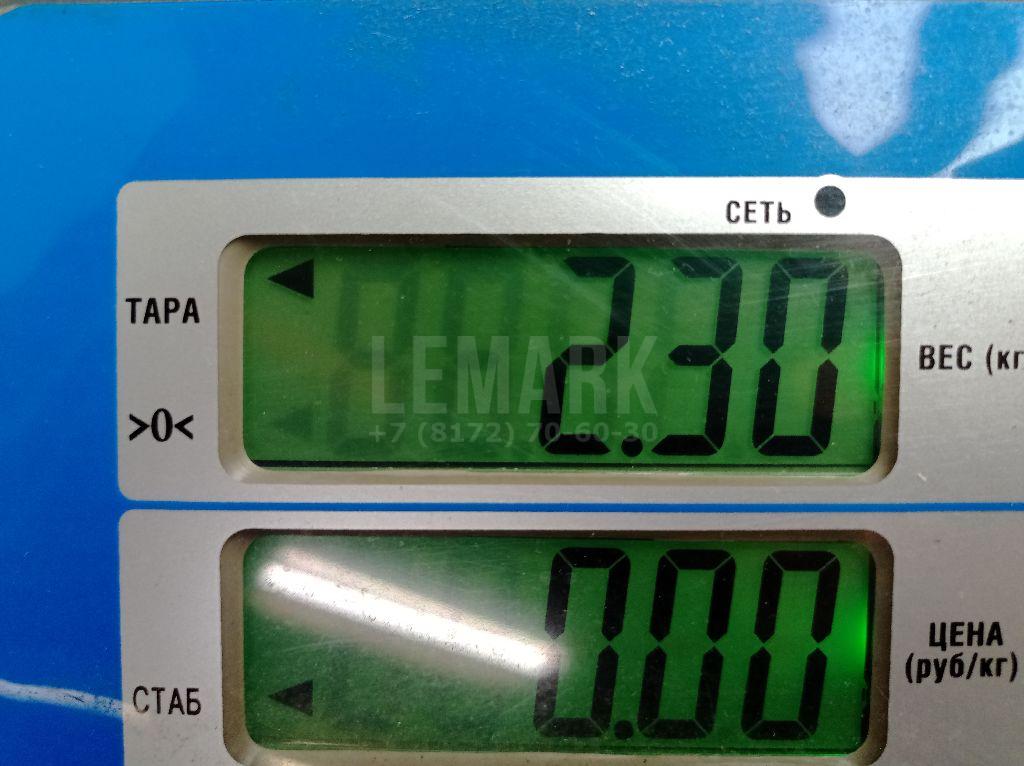 СЕТЬ
ТАРА
2.30
ВЕС (кг
>0<
LEMARK
+7 (8172) 70-60-30
0.00
ЦЕНА
(руб/кг)
СТАБ